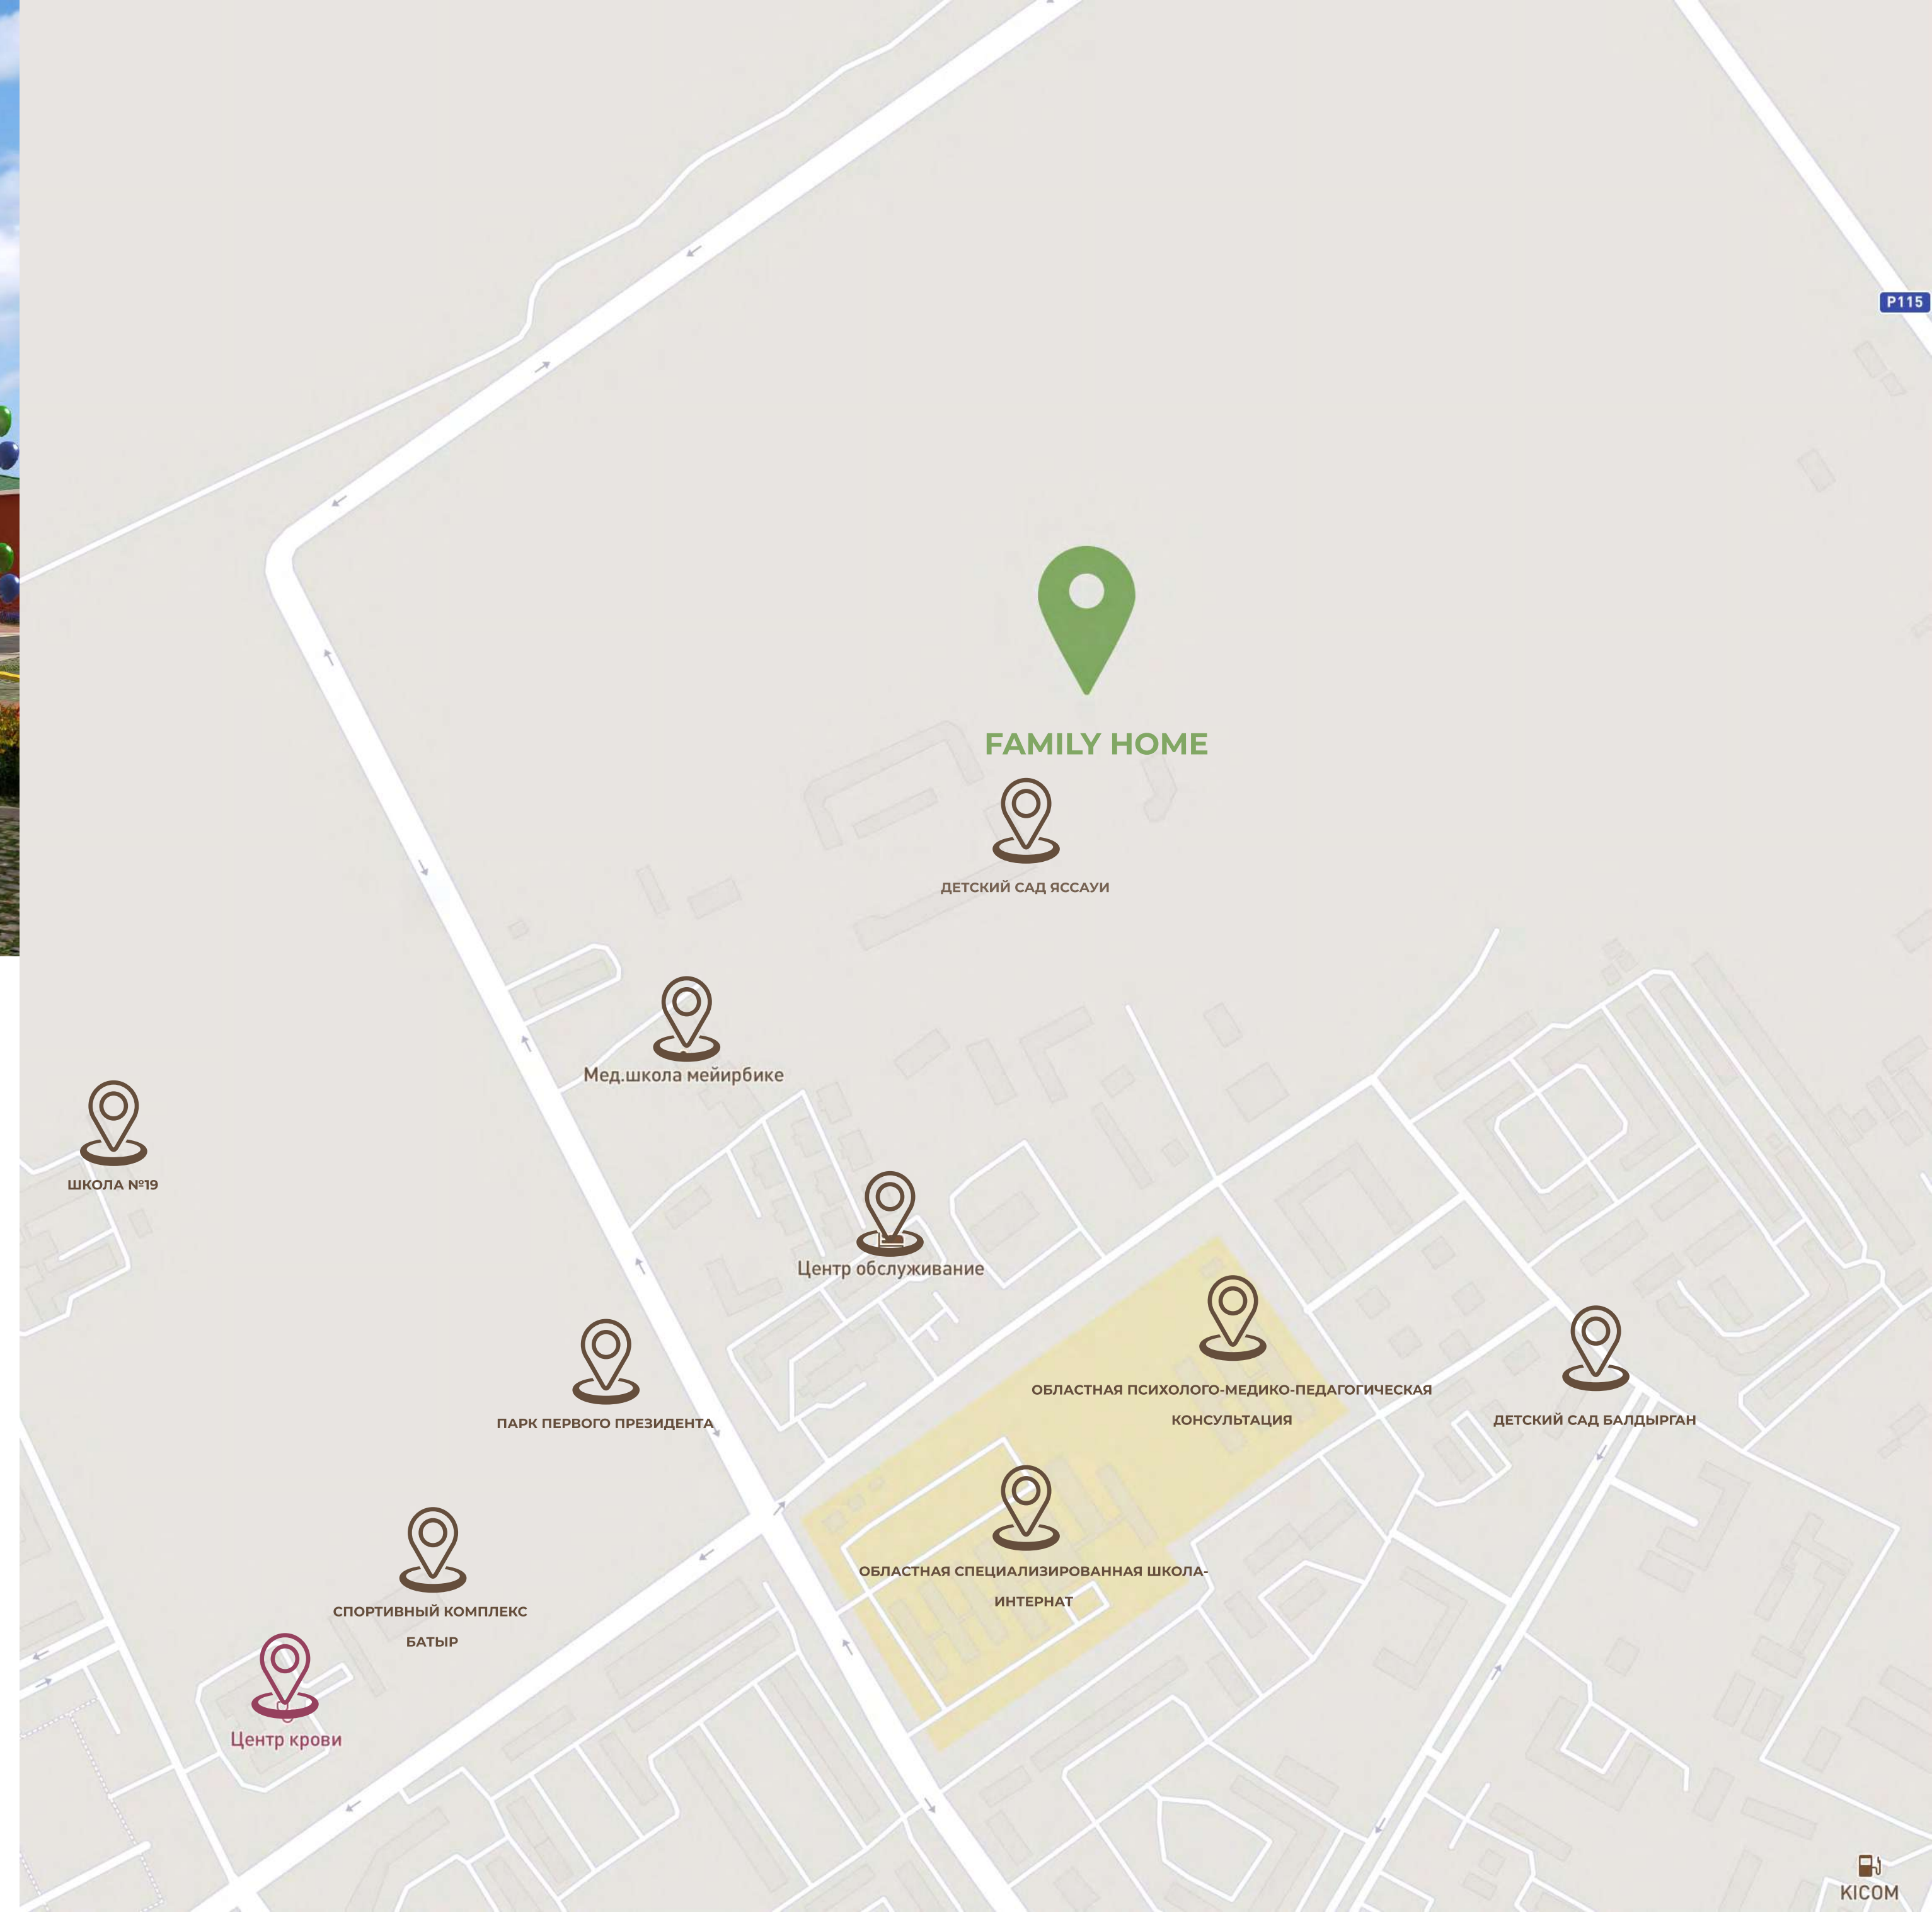 P115
FAMILY HOME
ДЕТСКИЙ САД ЯССАУИ
Мед.школа мейирбике
ШКОЛА №19
Центр обслуживание
ОБЛАСТНАЯ ПСИХОЛОГО-МЕДИКО-ПЕДАГОГИЧЕСКАЯ
КОНСУЛЬТАЦИЯ
ДЕТСКИЙ САД БАЛДЫРГАН
ПАРК ПЕРВОГО ПРЕЗИДЕНТА
ОБЛАСТНАЯ СПЕЦИАЛИЗИРОВАННАЯ ШКОЛА-
ИНТЕРНАТ
СПОРТИВНЫЙ КОМПЛЕКС
БАТЫР
Центр крови
KICOM